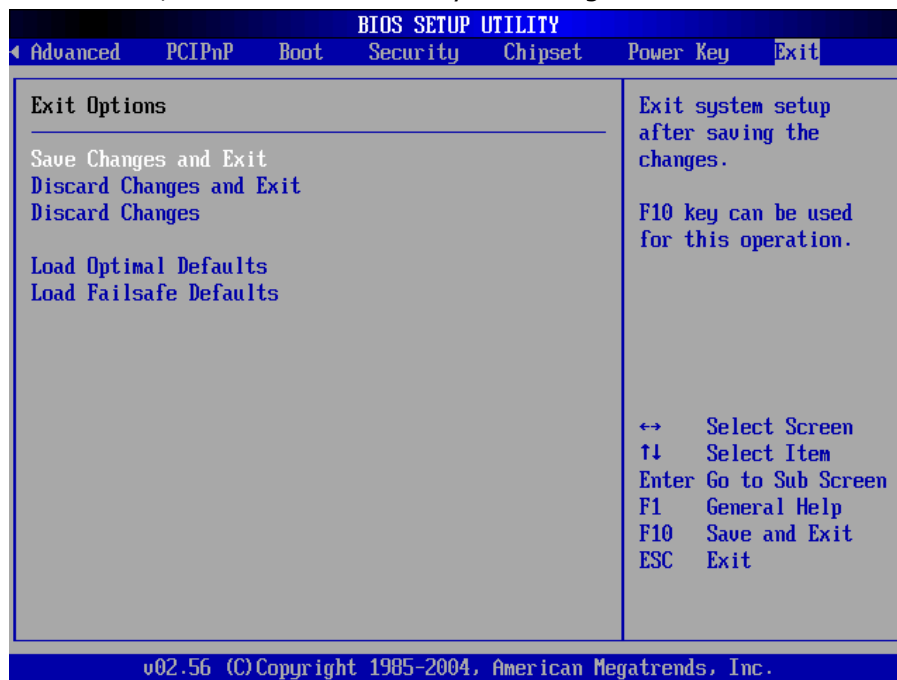 BIOS SETUP UTILITY
Advanced PCIPnP Boot Security Chipset Power Key Exit
Exit Options
Save Changes and Exit
Discard Changes and Exit
Discard Changes
Load Optimal Defaults
Load Failsafe Defaults
Exit system setup
after saving the
changes.
F10 key can be used
for this operation.
↔ Select Screen
↑↓ Select Item
Enter Go to Sub Screen
F1 General Help
F10 Save and Exit
ESC Exit
v02.56 (C)Copyright 1985-2004, American Megatrends, Inc.